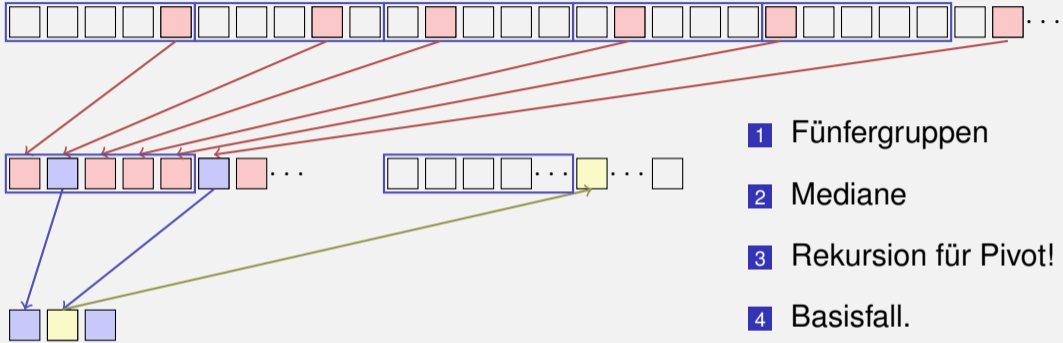 1 Fünfergruppen
2 Mediane
3 Rekursion für Pivot!
4 Basisfall.